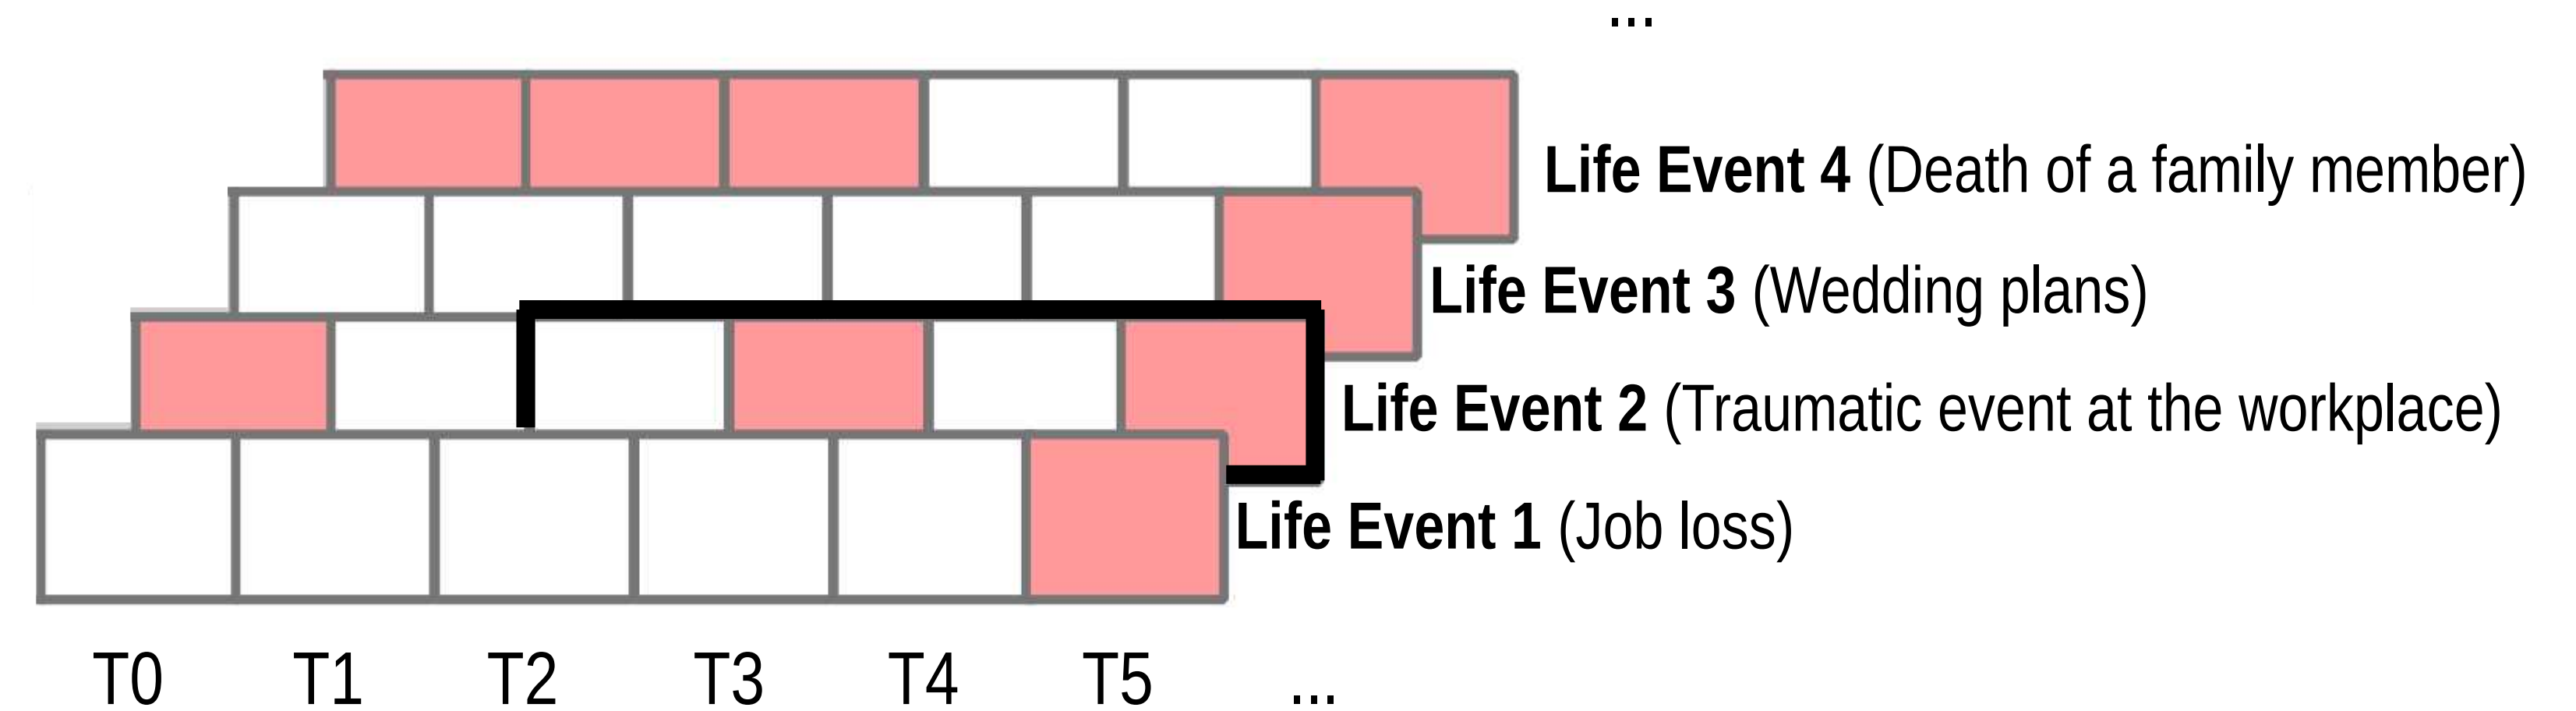 ...
Life Event 4 (Death of a family member)
Life Event 3 (Wedding plans)
Life Event 2 (Traumatic event at the workplace)
Life Event 1 (Job loss)
T0 T1 T2 T3 T4 T5 ...